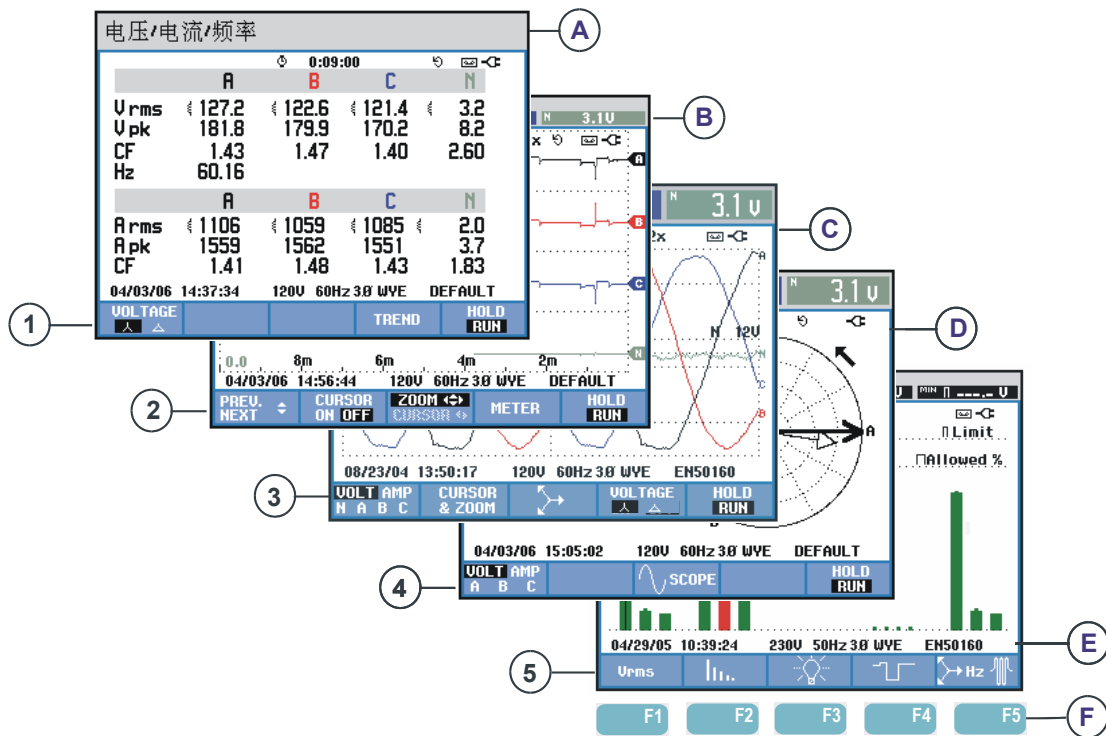 电压/电流/频率
A
0:09:00
A B C N
V rms 127.2 122.6 121.4 3.2
V pk 181.8 179.9 170.2 8.2
CF 1.43 1.47 1.40 2.60
Hz 60.16
A B C N
A rms 1106 1059 1085 2.0
A pk 1559 1562 1551 3.7
CF 1.41 1.48 1.43 1.83
04/03/06 14:37:34 120V 60Hz 3Ø WYE DEFAULT
1
VOLTAGE
TREND
HOLD
RUN
N 3.1V
B
x
A
B
C
N
0.0 8m 6m 4m 2m
04/03/06 14:56:44 120V 60Hz 3Ø WYE DEFAULT
2
PREV. NEXT
CURSOR ON OFF
ZOOM
CURSOR
METER
HOLD
RUN
N 3.1 V
C
2x
A
N 12V
N
C
B
08/23/04 13:50:17 120V 60Hz 3Ø WYE EN50160
3
VOLT AMP
N A B C
CURSOR & ZOOM
VOLTAGE
HOLD
RUN
N 3.1 V
D
A
04/03/06 15:05:02 120V 60Hz 3Ø WYE DEFAULT
4
VOLT AMP
A B C
SCOPE
HOLD
RUN
V MIN ---.- V
Limit
Allowed %
04/29/05 10:39:24 230V 50Hz 3Ø WYE EN50160
E
5
Vrms
Hz
F1 F2 F3 F4 F5
F